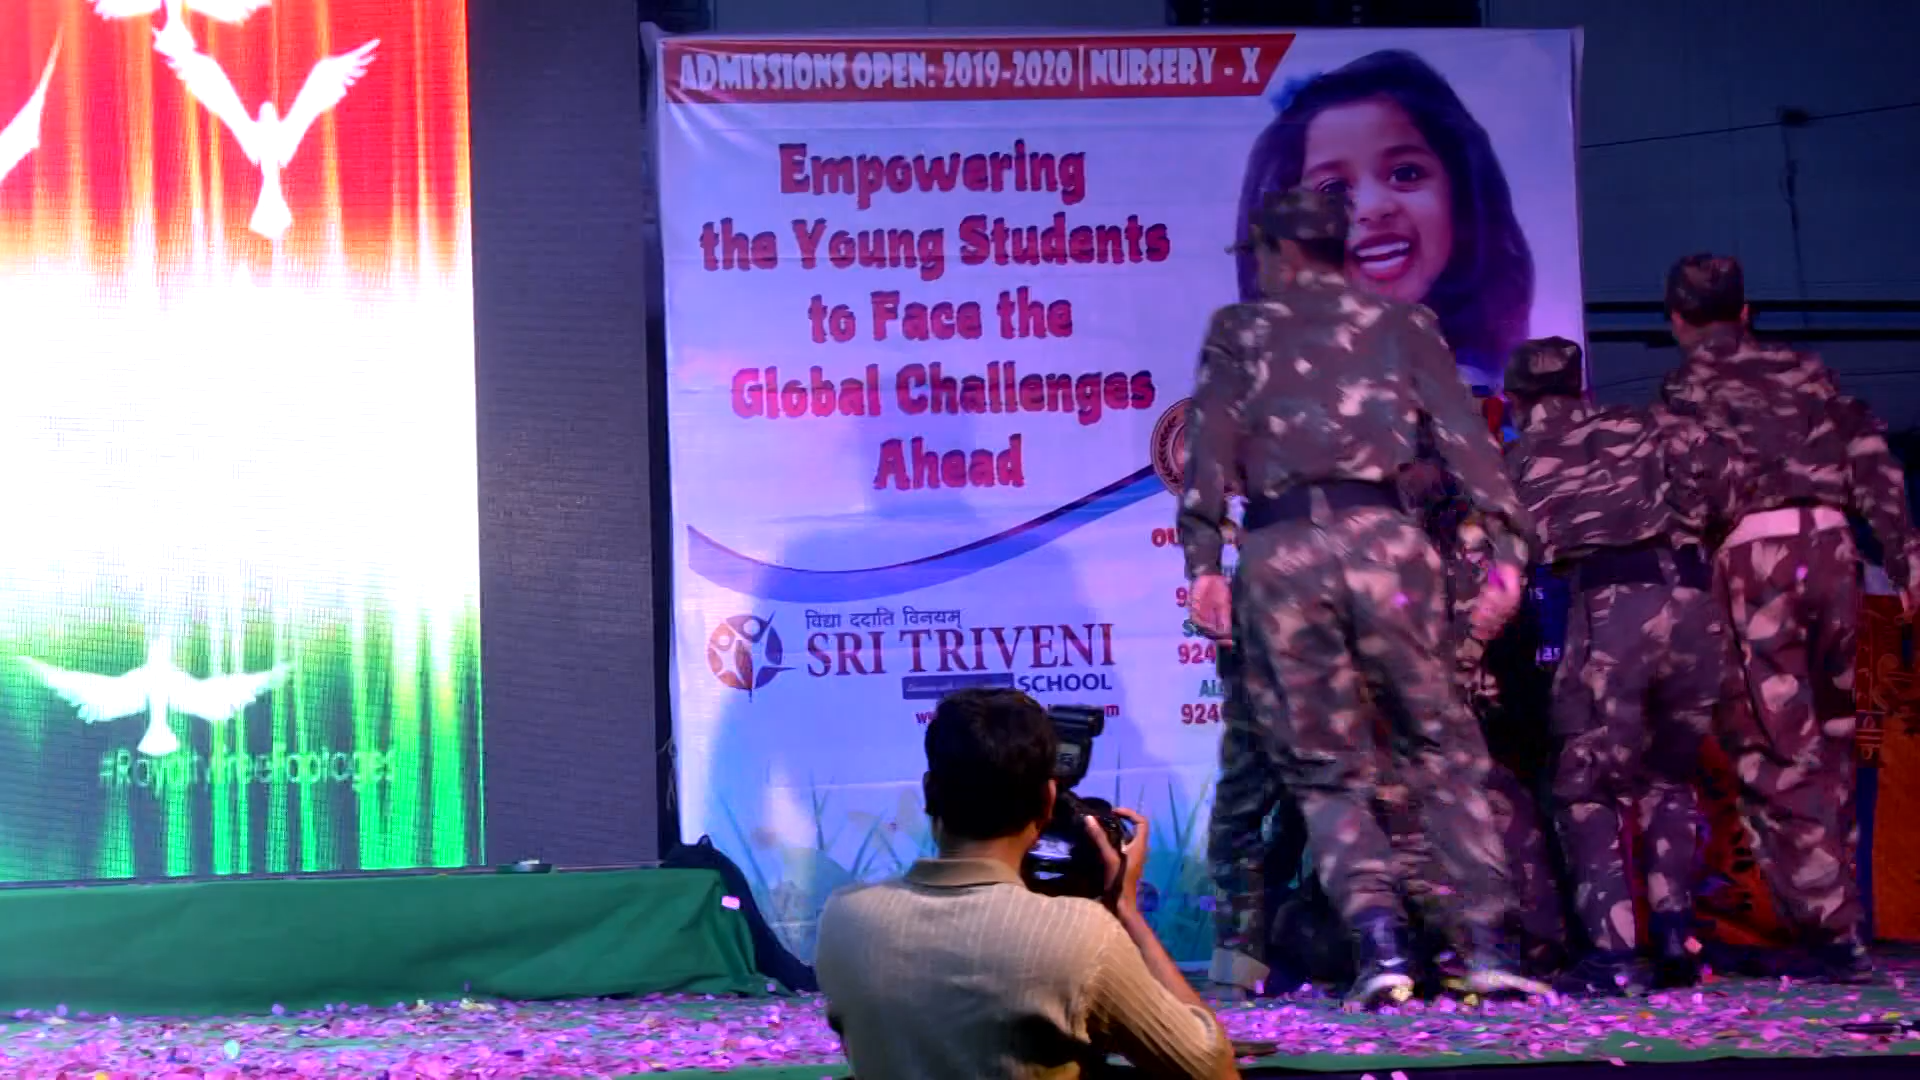 ADMISSIONS OPEN: 2019-2020 | NURSERY - X
Empowering
the Young Students
to Face the
Global Challenges
Ahead
विद्या ददाति विनयम्
SRI TRIVENI
SCHOOL
#Royaltyfreefootages